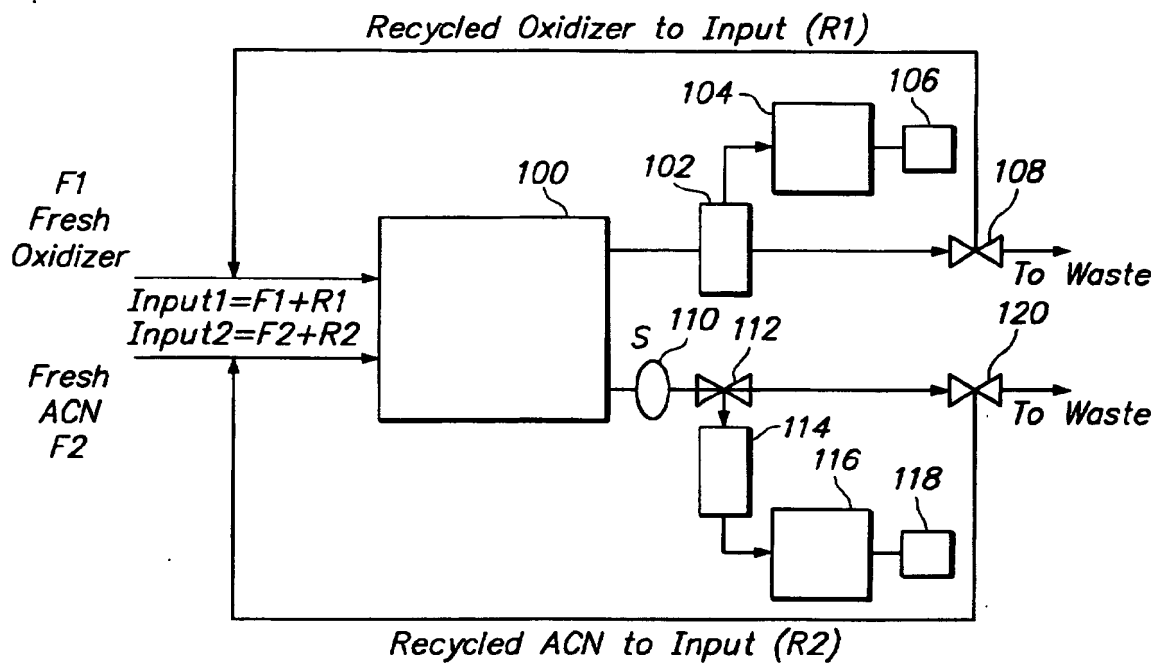 Recycled Oxidizer to Input (R1)
104
106
100
102
108
F1
Fresh
Oxidizer
To Waste
Input1=F1+R1
Input2=F2+R2
S
110
112
120
Fresh
ACN
F2
To Waste
114
116
118
Recycled ACN to Input (R2)